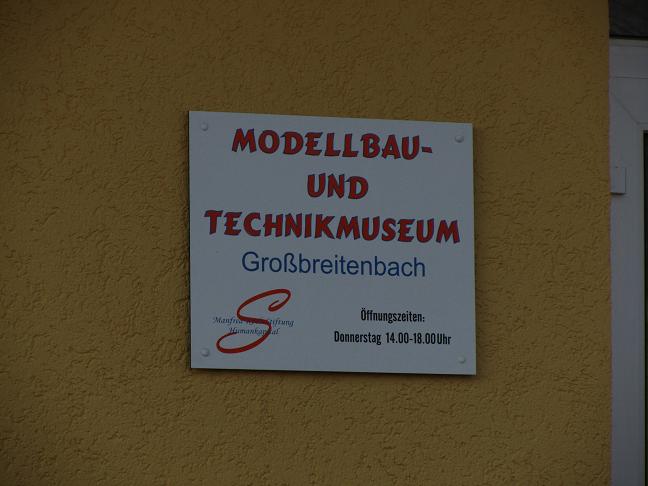 MODELLBAU-
UND
TECHNIKMUSEUM
Großbreitenbach
Manfred Stiftung
Humankapital
Öffnungszeiten:
Donnerstag 14.00-18.00 Uhr